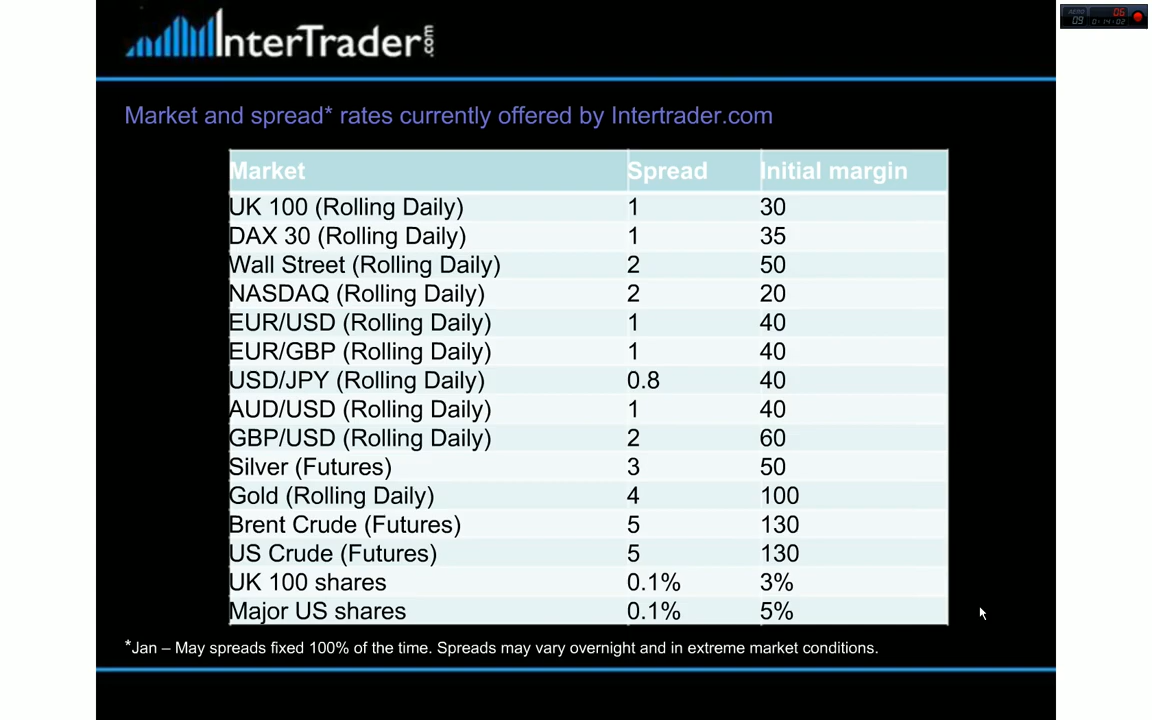 InterTrader.com
Market and spread* rates currently offered by Intertrader.com
Market Spread Initial margin
UK 100 (Rolling Daily) 1 30
DAX 30 (Rolling Daily) 1 35
Wall Street (Rolling Daily) 2 50
NASDAQ (Rolling Daily) 2 20
EUR/USD (Rolling Daily) 1 40
EUR/GBP (Rolling Daily) 1 40
USD/JPY (Rolling Daily) 0.8 40
AUD/USD (Rolling Daily) 1 40
GBP/USD (Rolling Daily) 2 60
Silver (Futures) 3 50
Gold (Rolling Daily) 4 100
Brent Crude (Futures) 5 130
US Crude (Futures) 5 130
UK 100 shares 0.1% 3%
Major US shares 0.1% 5%
*Jan – May spreads fixed 100% of the time. Spreads may vary overnight and in extreme market conditions.
AERO 06
09 0:14:02